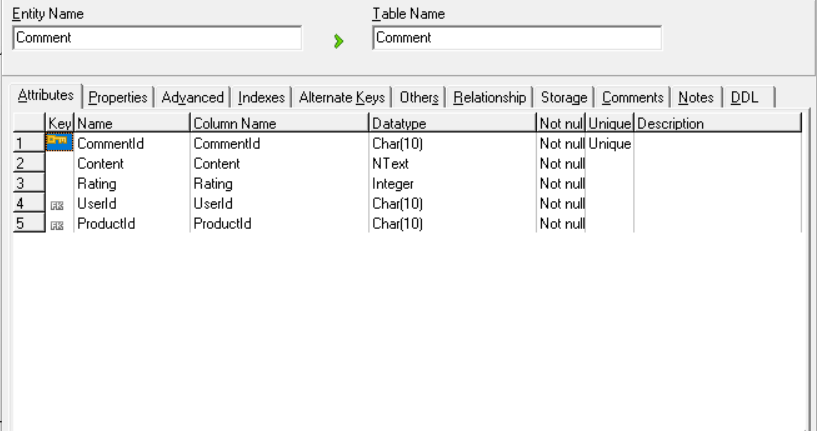 Entity Name Table Name
Comment Comment
Attributes Properties Advanced Indexes Alternate Keys Others Relationship Storage Comments Notes DDL
Key Name Column Name Datatype Not nul Unique Description
1 CommentId CommentId Char(10) Not null Unique
2 Content Content NText Not null
3 Rating Rating Integer Not null
4 FK UserId UserId Char(10) Not null
5 FK ProductId ProductId Char(10) Not null